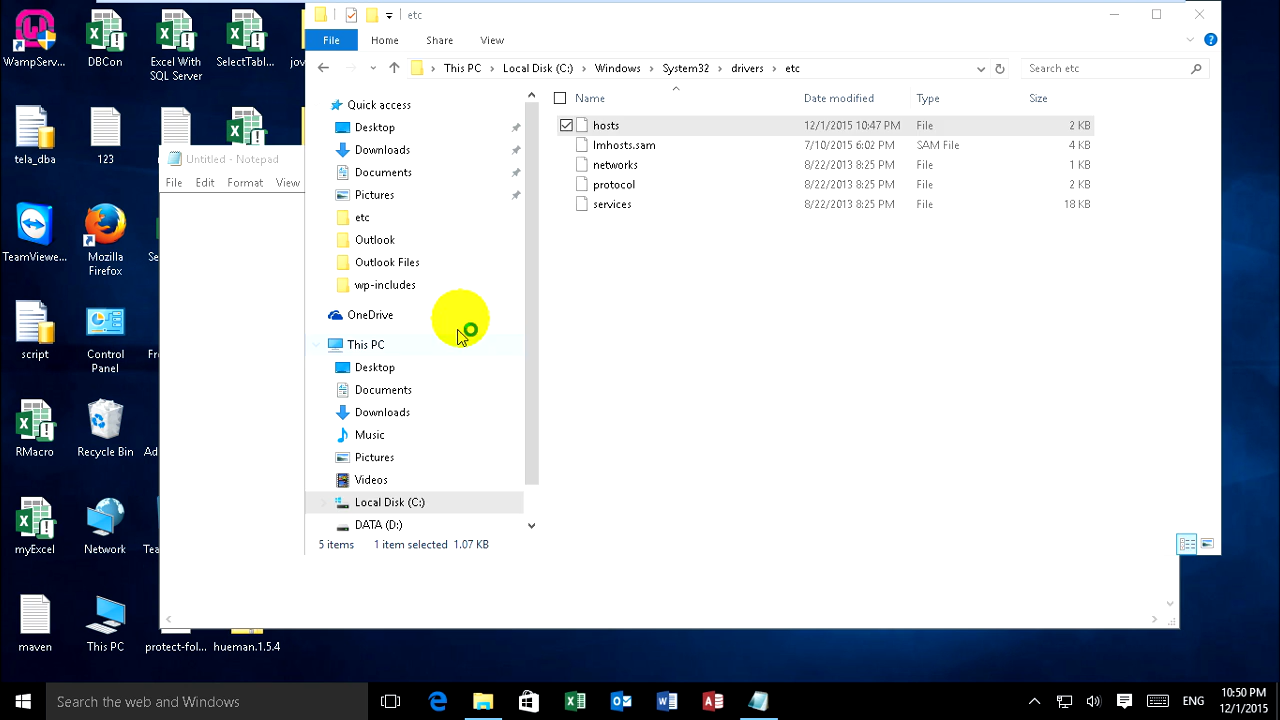 etc
File Home Share View
This PC > Local Disk (C:) > Windows > System32 > drivers > etc
Search etc
Name Date modified Type Size
hosts 12/1/2015 10:47 PM File 2 KB
lmhosts.sam 7/10/2015 6:02 PM SAM File 4 KB
networks 8/22/2013 8:25 PM File 1 KB
protocol 8/22/2013 8:25 PM File 2 KB
services 8/22/2013 8:25 PM File 18 KB
Quick access
Desktop
Downloads
Documents
Pictures
etc
Outlook
Outlook Files
wp-includes
OneDrive
This PC
Desktop
Documents
Downloads
Music
Pictures
Videos
Local Disk (C:)
DATA (D:)
5 items 1 item selected 1.07 KB
Untitled - Notepad
File Edit Format View
WampServ...
DBCon
Excel With
SQL Server
SelectTabl...
jov
tela_dba
123
TeamViewe...
Mozilla
Firefox
Se
script
Control
Panel
Fr
RMacro
Recycle Bin
Ad
myExcel
Network
Tea
maven
This PC
protect-fol...
hueman.1.5.4
Search the web and Windows
ENG
10:50 PM
12/1/2015